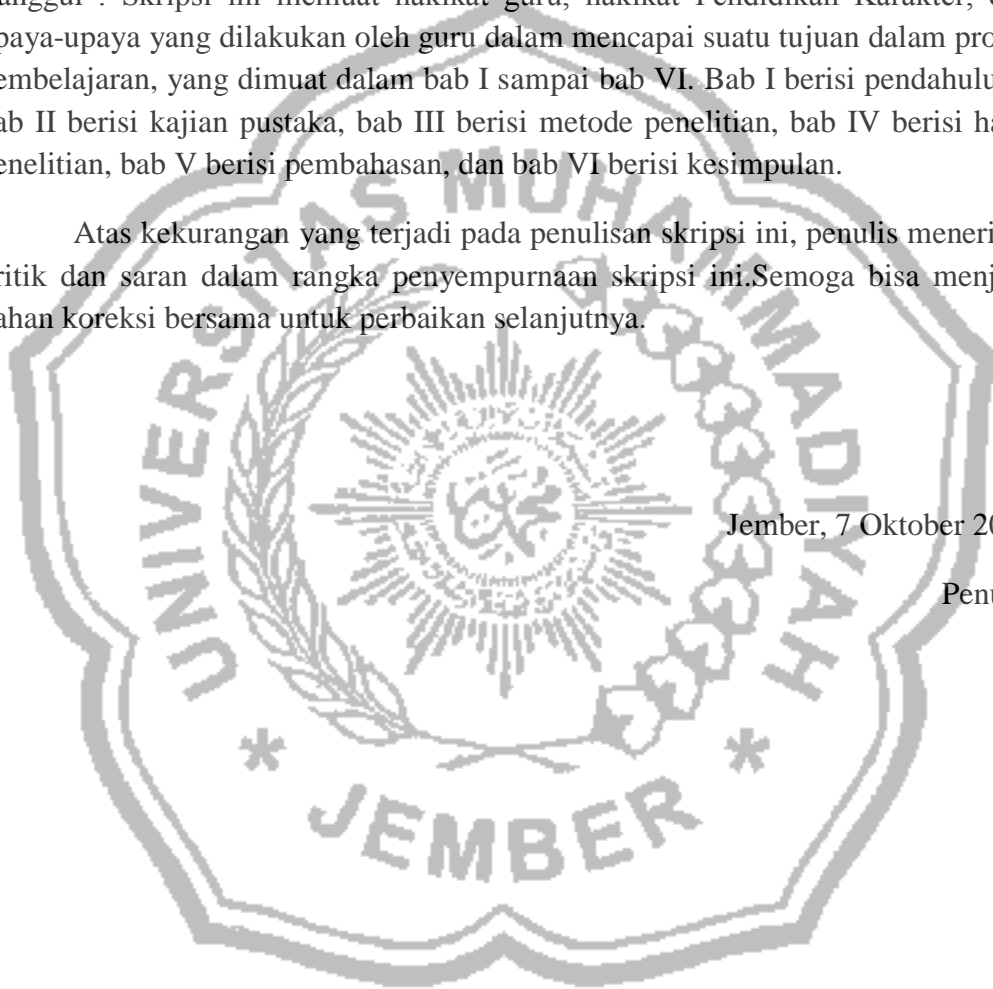 anggul". Skripsi ini memuat hakikat guru, hakikat Pendidikan Karakter,
paya-upaya yang dilakukan oleh guru dalam mencapai suatu tujuan dalam pro
embelajaran, yang dimuat dalam bab I sampai bab VI. Bab I berisi pendahulu
ab II berisi kajian pustaka, bab III berisi metode penelitian, bab IV berisi ha
enelitian, bab V berisi pembahasan, dan bab VI berisi kesimpulan.
Atas kekurangan yang terjadi pada penulisan skripsi ini, penulis meneri
ritik dan saran dalam rangka penyempurnaan skripsi ini.Semoga bisa menj
ahan koreksi bersama untuk perbaikan selanjutnya.
Jember, 7 Oktober 20
Penu
UNIVERSITAS MUHAMMADIYAH
* JEMBER *